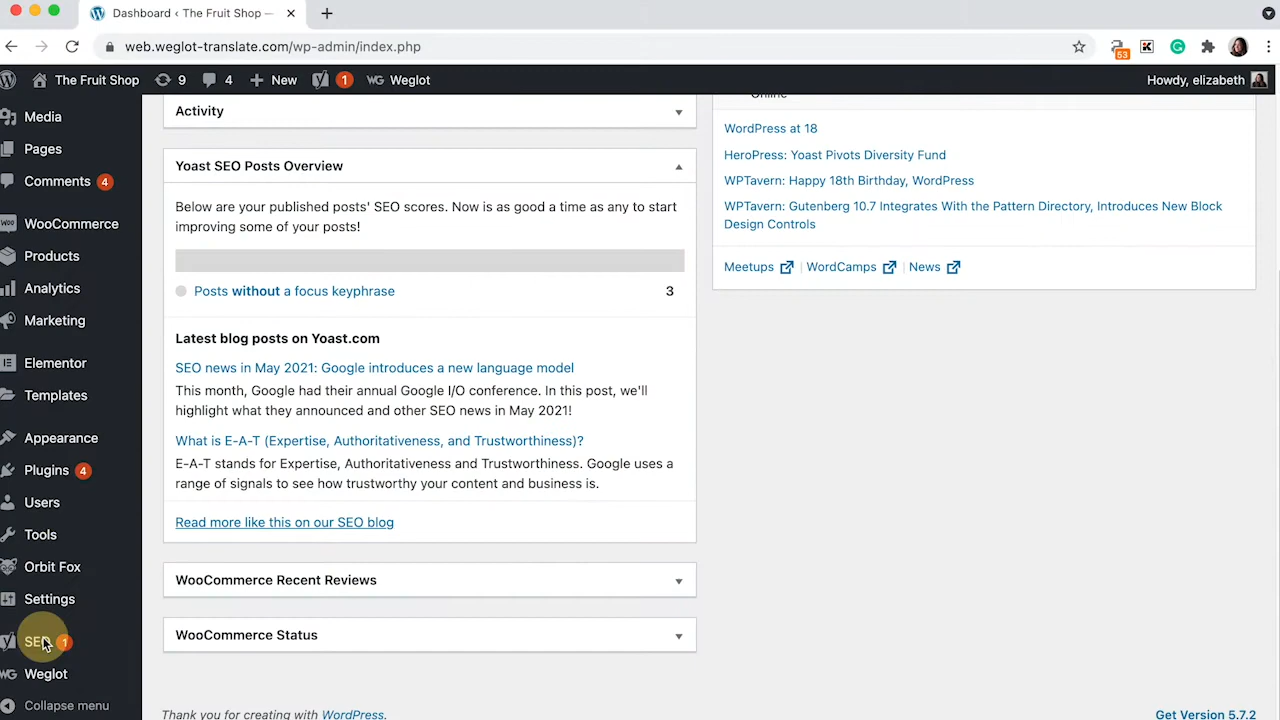 Dashboard ‹ The Fruit Shop —
web.weglot-translate.com/wp-admin/index.php
53
K
The Fruit Shop 9 4 New 1 WG Weglot
Howdy, elizabeth
Media
Pages
Comments 4
WOO WooCommerce
Products
Analytics
Marketing
Elementor
Templates
Appearance
Plugins 4
Users
Tools
Orbit Fox
Settings
SEO 1
WG Weglot
Collapse menu
Activity
Yoast SEO Posts Overview
Below are your published posts' SEO scores. Now is as good a time as any to start
improving some of your posts!
Posts without a focus keyphrase 3
Latest blog posts on Yoast.com
SEO news in May 2021: Google introduces a new language model
This month, Google had their annual Google I/O conference. In this post, we'll
highlight what they announced and other SEO news in May 2021!
What is E-A-T (Expertise, Authoritativeness, and Trustworthiness)?
E-A-T stands for Expertise, Authoritativeness and Trustworthiness. Google uses a
range of signals to see how trustworthy your content and business is.
Read more like this on our SEO blog
WooCommerce Recent Reviews
WooCommerce Status
Online
WordPress at 18
HeroPress: Yoast Pivots Diversity Fund
WPTavern: Happy 18th Birthday, WordPress
WPTavern: Gutenberg 10.7 Integrates With the Pattern Directory, Introduces New Block
Design Controls
Meetups | WordCamps | News
Thank you for creating with WordPress.
Get Version 5.7.2